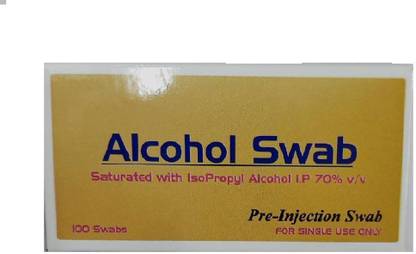 Alcohol Swab
Saturated with IsoPropyl Alcohol I.P 70% v/v
Pre-Injection Swab
100 Swabs FOR SINGLE USE ONLY